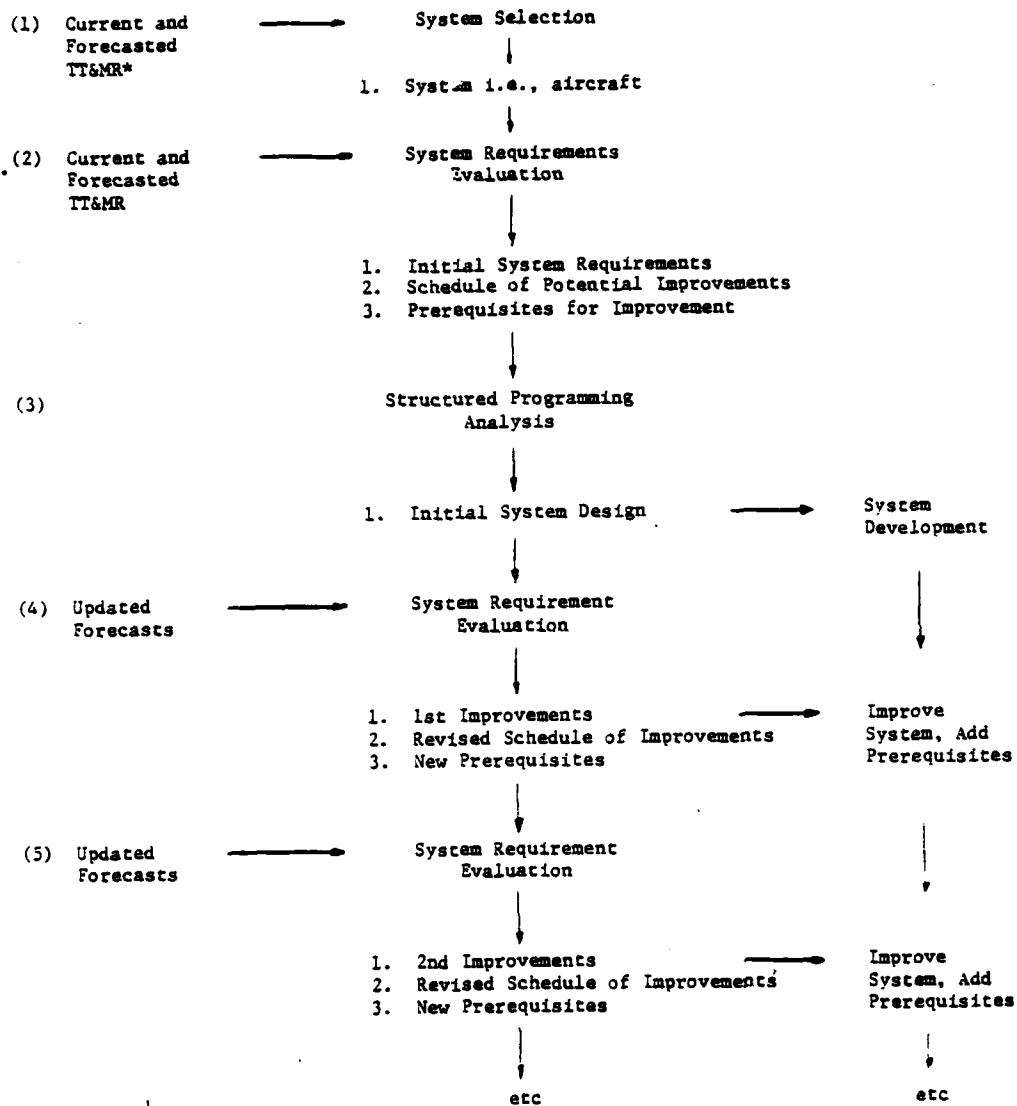 (1) Current and Forecasted TT&MR*
System Selection
1. System i.e., aircraft
(2) Current and Forecasted TT&MR
System Requirements
Evaluation
1. Initial System Requirements
2. Schedule of Potential Improvements
3. Prerequisites for Improvement
(3)
Structured Programming
Analysis
1. Initial System Design
System
Development
(4) Updated
Forecasts
System Requirement
Evaluation
1. 1st Improvements
2. Revised Schedule of Improvements
3. New Prerequisites
Improve
System, Add
Prerequisites
(5) Updated
Forecasts
System Requirement
Evaluation
1. 2nd Improvements
2. Revised Schedule of Improvements
3. New Prerequisites
Improve
System, Add
Prerequisites
etc
etc